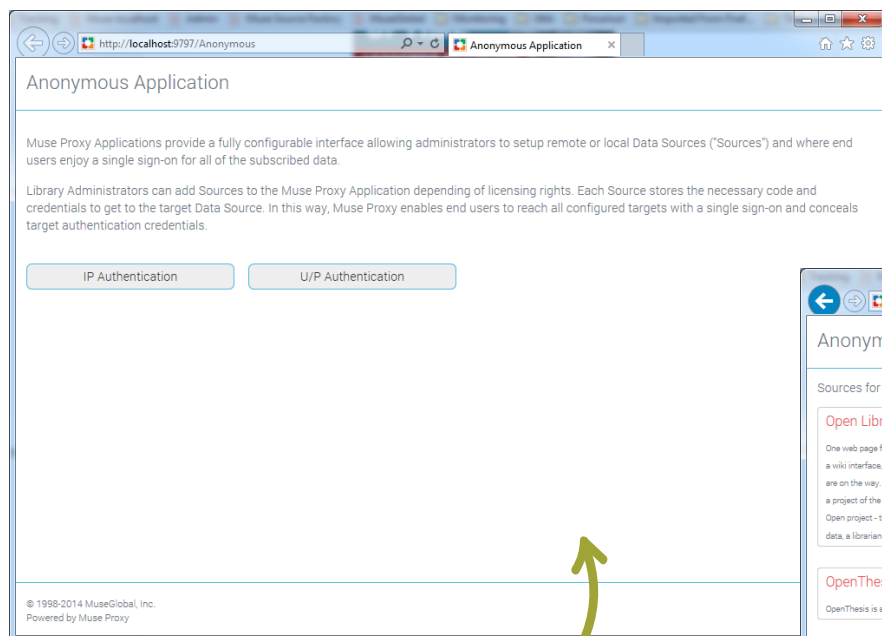 http://localhost:9797/Anonymous
Anonymous Application
Anonymous Application
Muse Proxy Applications provide a fully configurable interface allowing administrators to setup remote or local Data Sources ("Sources") and where end
users enjoy a single sign-on for all of the subscribed data.
Library Administrators can add Sources to the Muse Proxy Application depending of licensing rights. Each Source stores the necessary code and
credentials to get to the target Data Source. In this way, Muse Proxy enables end users to reach all configured targets with a single sign-on and conceals
target authentication credentials.
IP Authentication
U/P Authentication
© 1998-2014 MuseGlobal, Inc.
Powered by Muse Proxy
Anonym
Sources for
Open Libr
One web page f
a wiki interface,
are on the way.
a project of the
Open project - t
data, a librarian
OpenThes
OpenThesis is a